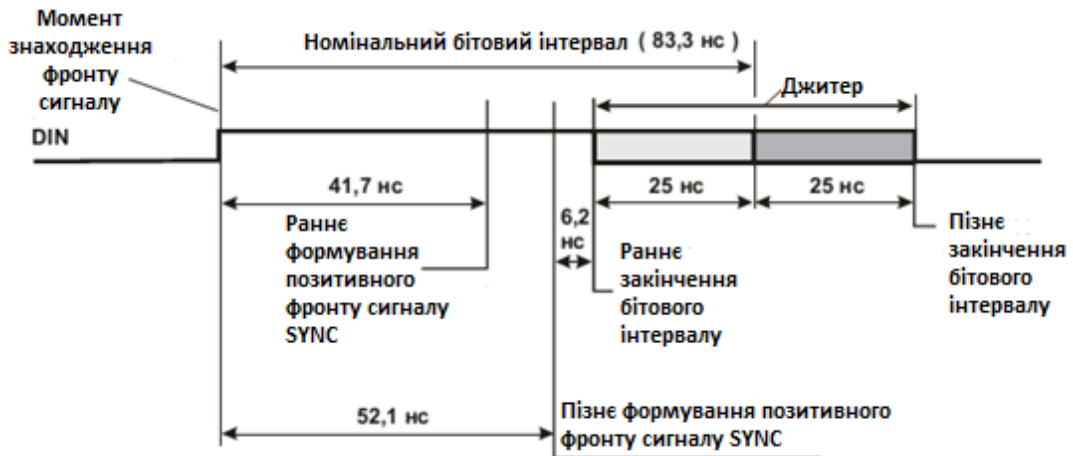 Момент
знаходження
фронту
сигналу
Номінальний бітовий інтервал ( 83,3 нс )
Джитер
DIN
41,7 нс
25 нс
25 нс
6,2
нс
Раннє
формування
позитивного
фронту сигналу
SYNC
Раннє
закінчення
бітового
інтервалу
Пізнє
закінчення
бітового
інтервалу
52,1 нс
Пізнє формування позитивного
фронту сигналу SYNC